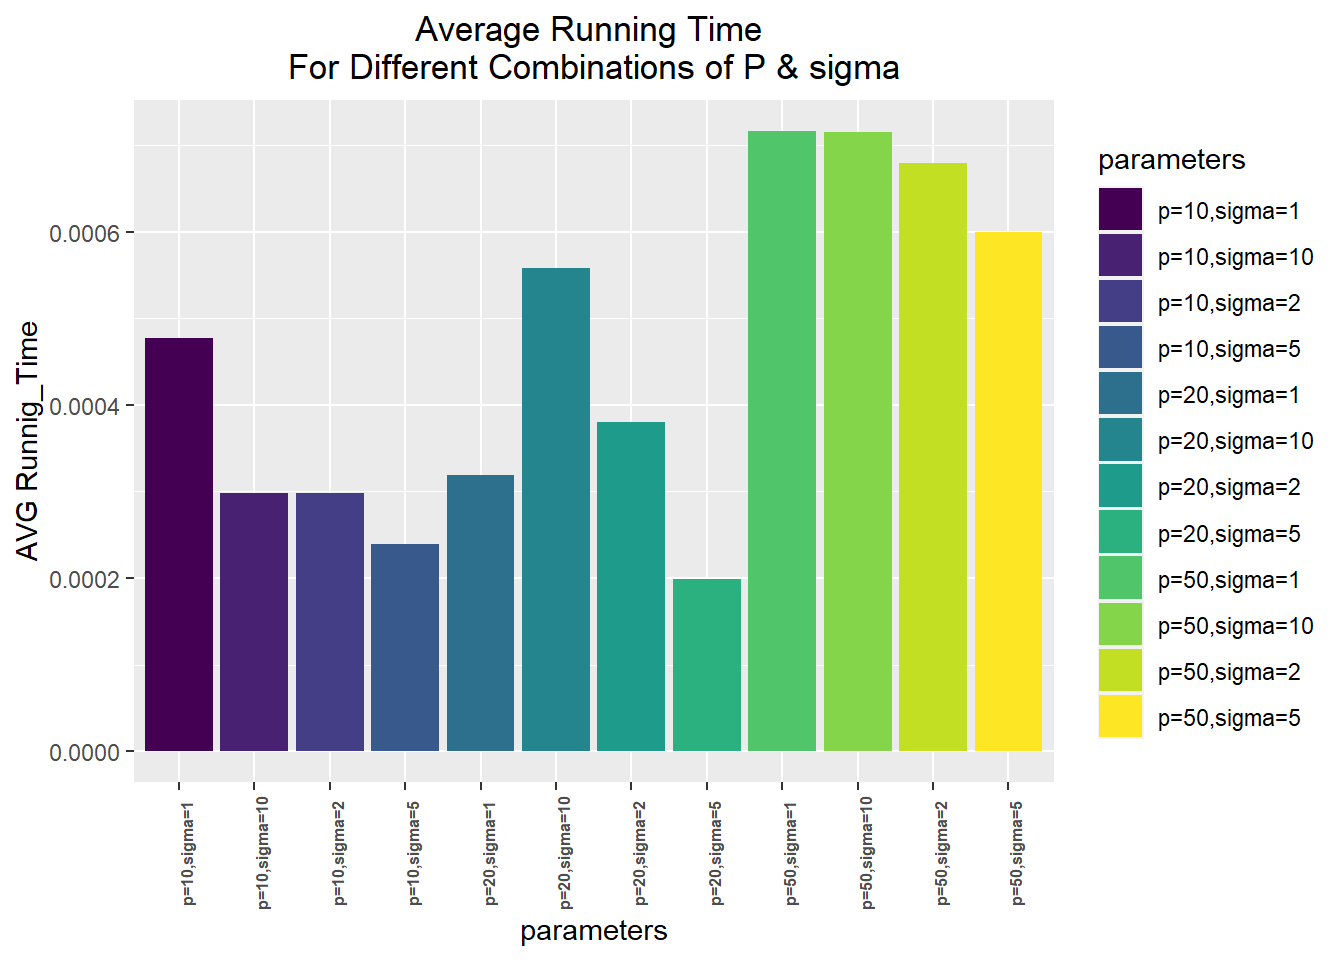 Average Running Time
For Different Combinations of P & sigma
AVG Runnig_Time
0.0006
0.0004
0.0002
0.0000
p=10,sigma=1
p=10,sigma=10
p=10,sigma=2
p=10,sigma=5
p=20,sigma=1
p=20,sigma=10
p=20,sigma=2
p=20,sigma=5
p=50,sigma=1
p=50,sigma=10
p=50,sigma=2
p=50,sigma=5
parameters
parameters
p=10,sigma=1
p=10,sigma=10
p=10,sigma=2
p=10,sigma=5
p=20,sigma=1
p=20,sigma=10
p=20,sigma=2
p=20,sigma=5
p=50,sigma=1
p=50,sigma=10
p=50,sigma=2
p=50,sigma=5